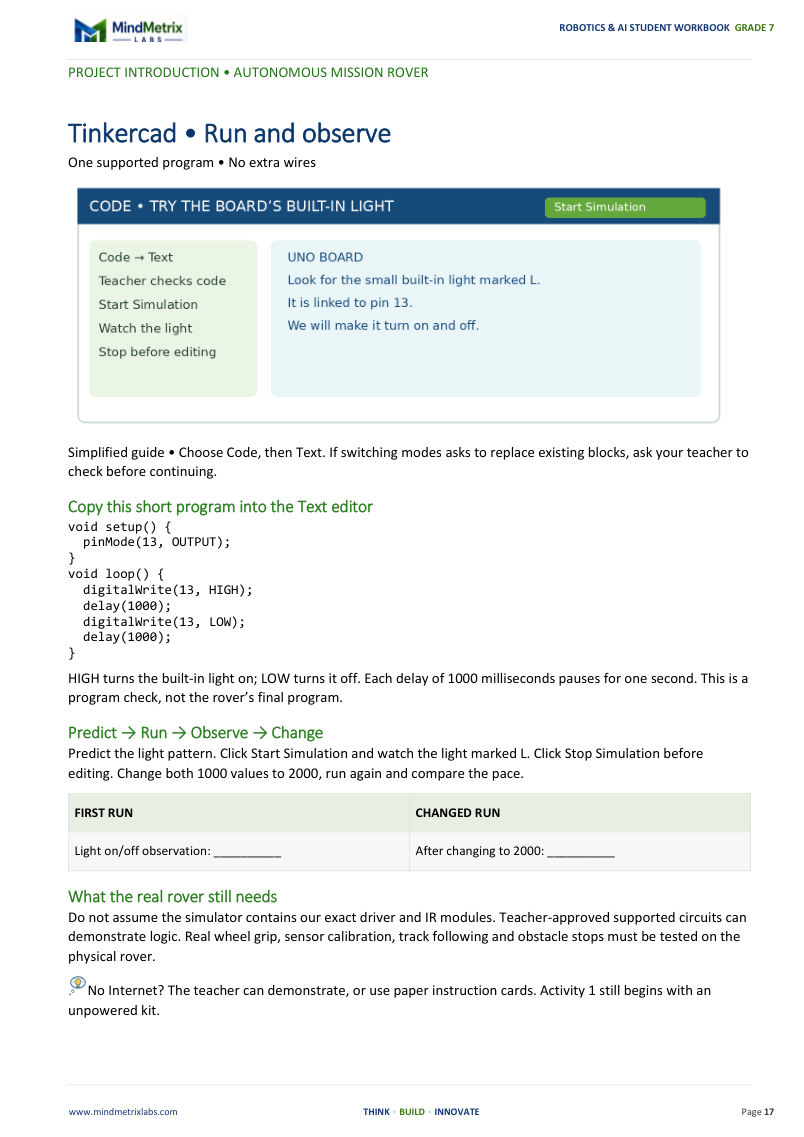 MindMetrix
LABS
ROBOTICS & AI STUDENT WORKBOOK GRADE 7
PROJECT INTRODUCTION • AUTONOMOUS MISSION ROVER
Tinkercad • Run and observe
One supported program • No extra wires
CODE • TRY THE BOARD'S BUILT-IN LIGHT
Start Simulation
Code → Text
Teacher checks code
Start Simulation
Watch the light
Stop before editing
UNO BOARD
Look for the small built-in light marked L.
It is linked to pin 13.
We will make it turn on and off.
Simplified guide • Choose Code, then Text. If switching modes asks to replace existing blocks, ask your teacher to
check before continuing.
Copy this short program into the Text editor
void setup() {
  pinMode(13, OUTPUT);
}
void loop() {
  digitalWrite(13, HIGH);
  delay(1000);
  digitalWrite(13, LOW);
  delay(1000);
}
HIGH turns the built-in light on; LOW turns it off. Each delay of 1000 milliseconds pauses for one second. This is a
program check, not the rover's final program.
Predict → Run → Observe → Change
Predict the light pattern. Click Start Simulation and watch the light marked L. Click Stop Simulation before
editing. Change both 1000 values to 2000, run again and compare the pace.
FIRST RUN
CHANGED RUN
Light on/off observation: __________
After changing to 2000: __________
What the real rover still needs
Do not assume the simulator contains our exact driver and IR modules. Teacher-approved supported circuits can
demonstrate logic. Real wheel grip, sensor calibration, track following and obstacle stops must be tested on the
physical rover.
No Internet? The teacher can demonstrate, or use paper instruction cards. Activity 1 still begins with an
unpowered kit.
www.mindmetrixlabs.com
THINK • BUILD • INNOVATE
Page 17